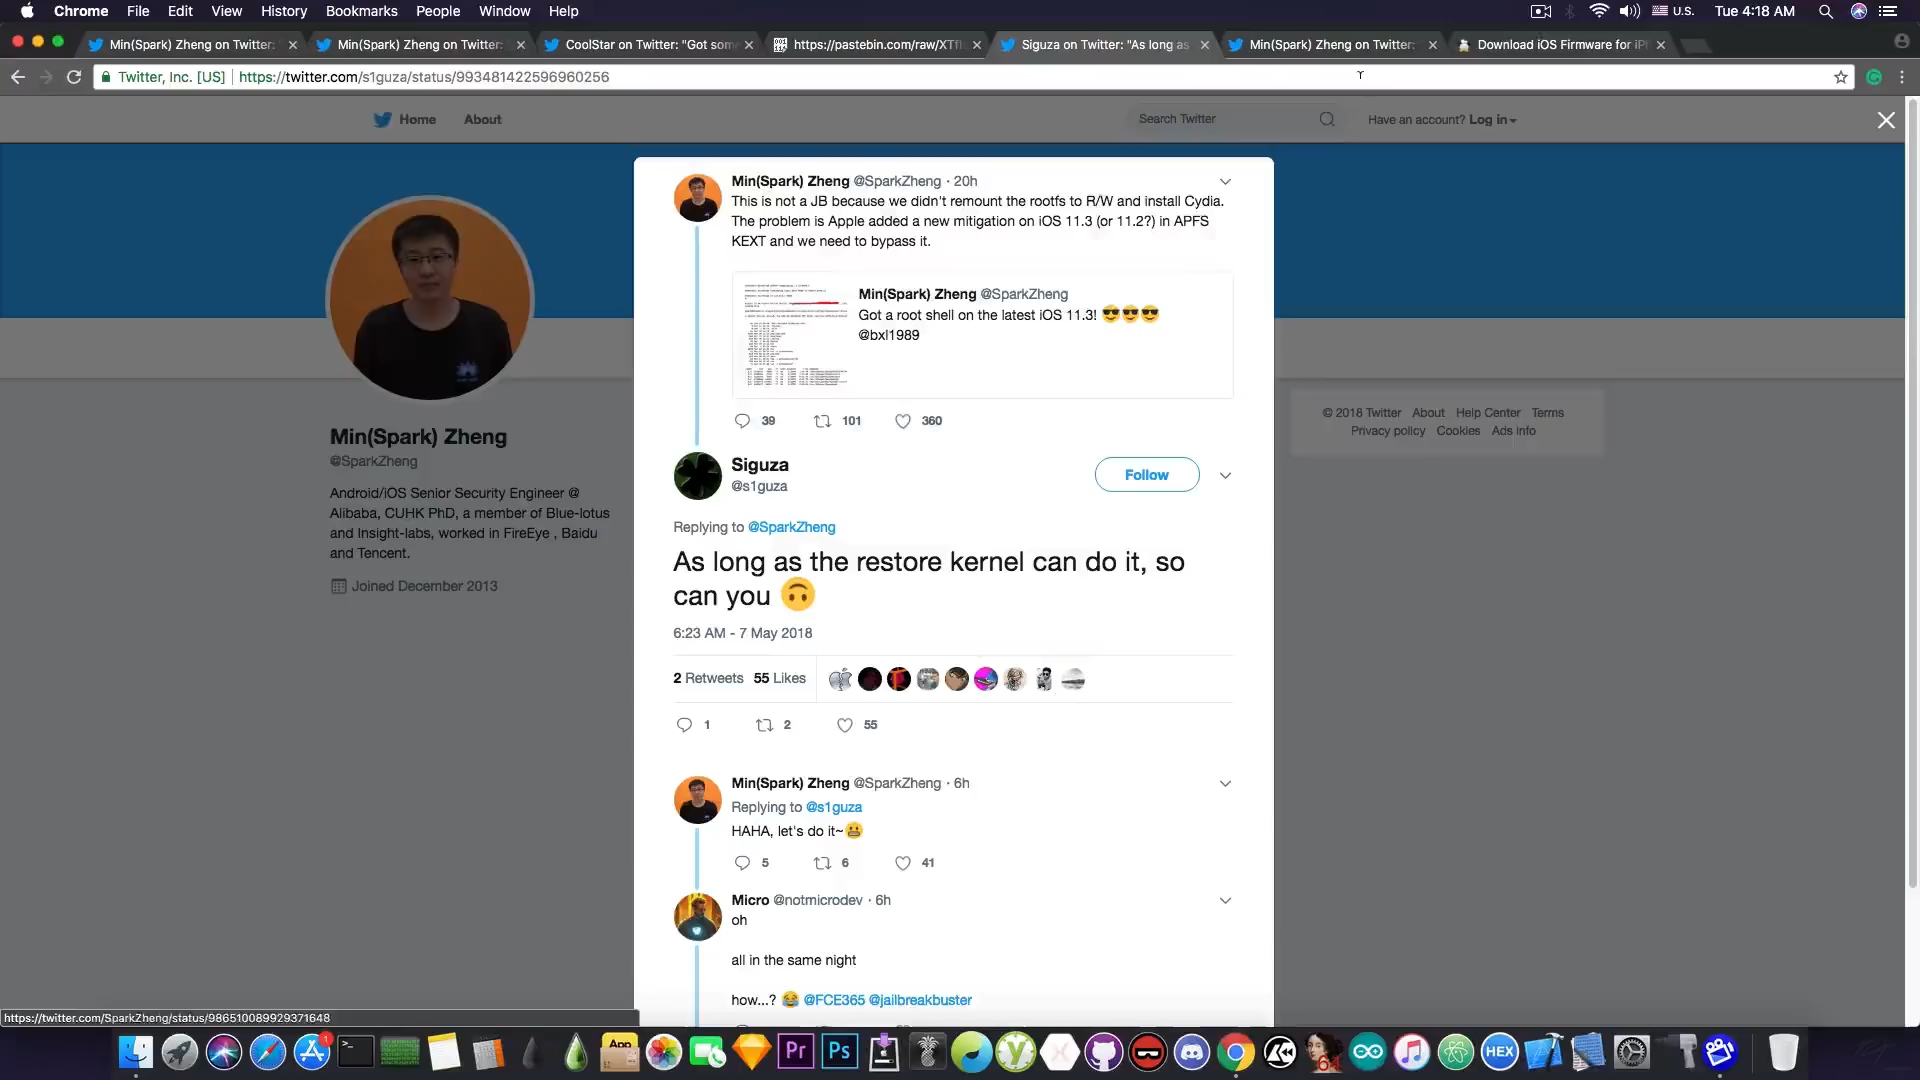 Chrome File Edit View History Bookmarks People Window Help U.S. Tue 4:18 AM
Min(Spark) Zheng on Twitter: Min(Spark) Zheng on Twitter: CoolStar on Twitter: "Got som https://pastebin.com/raw/XTf Siguza on Twitter: "As long as Min(Spark) Zheng on Twitter: Download iOS Firmware for iP
Twitter, Inc. [US] https://twitter.com/s1guza/status/993481422596960256
Home About Search Twitter Have an account? Log in
Min(Spark) Zheng
@SparkZheng
Android/iOS Senior Security Engineer @
Alibaba, CUHK PhD, a member of Blue-lotus
and Insight-labs, worked in FireEye , Baidu
and Tencent.
Joined December 2013
Min(Spark) Zheng @SparkZheng · 20h
This is not a JB because we didn't remount the rootfs to R/W and install Cydia.
The problem is Apple added a new mitigation on iOS 11.3 (or 11.2?) in APFS
KEXT and we need to bypass it.
Min(Spark) Zheng @SparkZheng
Got a root shell on the latest iOS 11.3! 😎😎😎
@bxl1989
39 101 360
Siguza
@s1guza
Follow
Replying to @SparkZheng
As long as the restore kernel can do it, so
can you 🙃
6:23 AM - 7 May 2018
2 Retweets 55 Likes
1 2 55
Min(Spark) Zheng @SparkZheng · 6h
Replying to @s1guza
HAHA, let's do it~😬
5 6 41
Micro @notmicrodev · 6h
oh
all in the same night
how...? 😂 @FCE365 @jailbreakbuster
© 2018 Twitter About Help Center Terms
Privacy policy Cookies Ads info
https://twitter.com/SparkZheng/status/986510089929371648
App
Pr
Ps
64
HEX